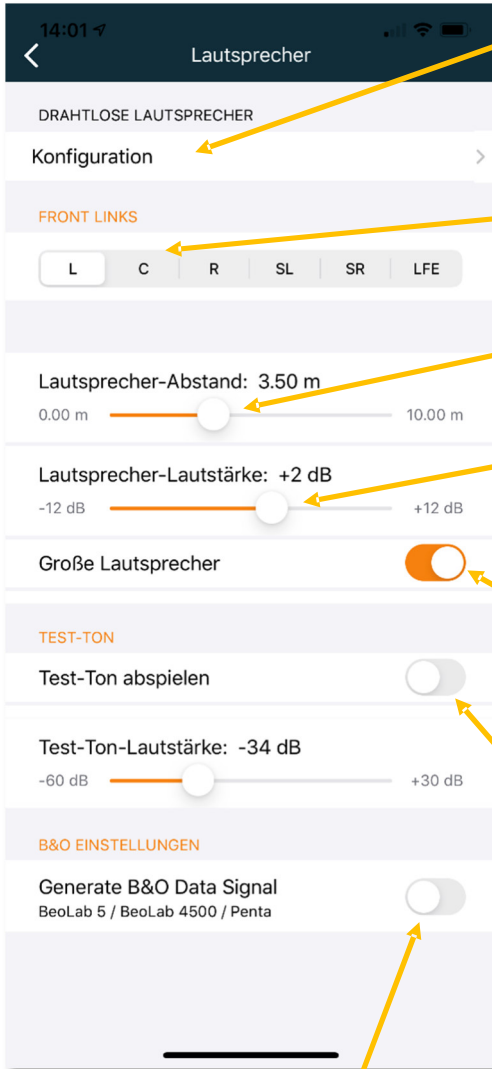 14:01
Lautsprecher
DRAHTLOSE LAUTSPRECHER
Konfiguration
FRONT LINKS
L C R SL SR LFE
Lautsprecher-Abstand: 3.50 m
0.00 m 10.00 m
Lautsprecher-Lautstärke: +2 dB
-12 dB +12 dB
Große Lautsprecher
TEST-TON
Test-Ton abspielen
Test-Ton-Lautstärke: -34 dB
-60 dB +30 dB
B&O EINSTELLUNGEN
Generate B&O Data Signal
BeoLab 5 / BeoLab 4500 / Penta